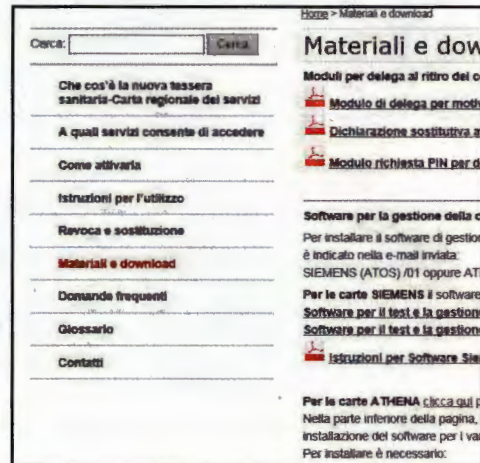 Home > Materiali e download
Cerca: Cerca
Che cos'è la nuova tessera
sanitaria-Carta regionale dei servizi
A quali servizi consente di accedere
Come attivarla
Istruzioni per l'utilizzo
Revoca e sostituzione
Materiali e download
Domande frequenti
Glossario
Contatti
Materiali e dow
Moduli per delega al ritiro dei c
Modulo di delega per motiv
Dichiarazione sostitutiva a
Modulo richiesta PIN per d
Software per la gestione della c
Per installare il software di gestion
è indicato nella e-mail inviata:
SIEMENS (ATOS) /01 oppure ATH
Per le carte SIEMENS il software
Software per il test e la gestione
Software per il test e la gestione
Istruzioni per Software Sie
Per le carte ATHENA clicca qui p
Nella parte inferiore della pagina,
installazione del software per i va
Per installare è necessario: